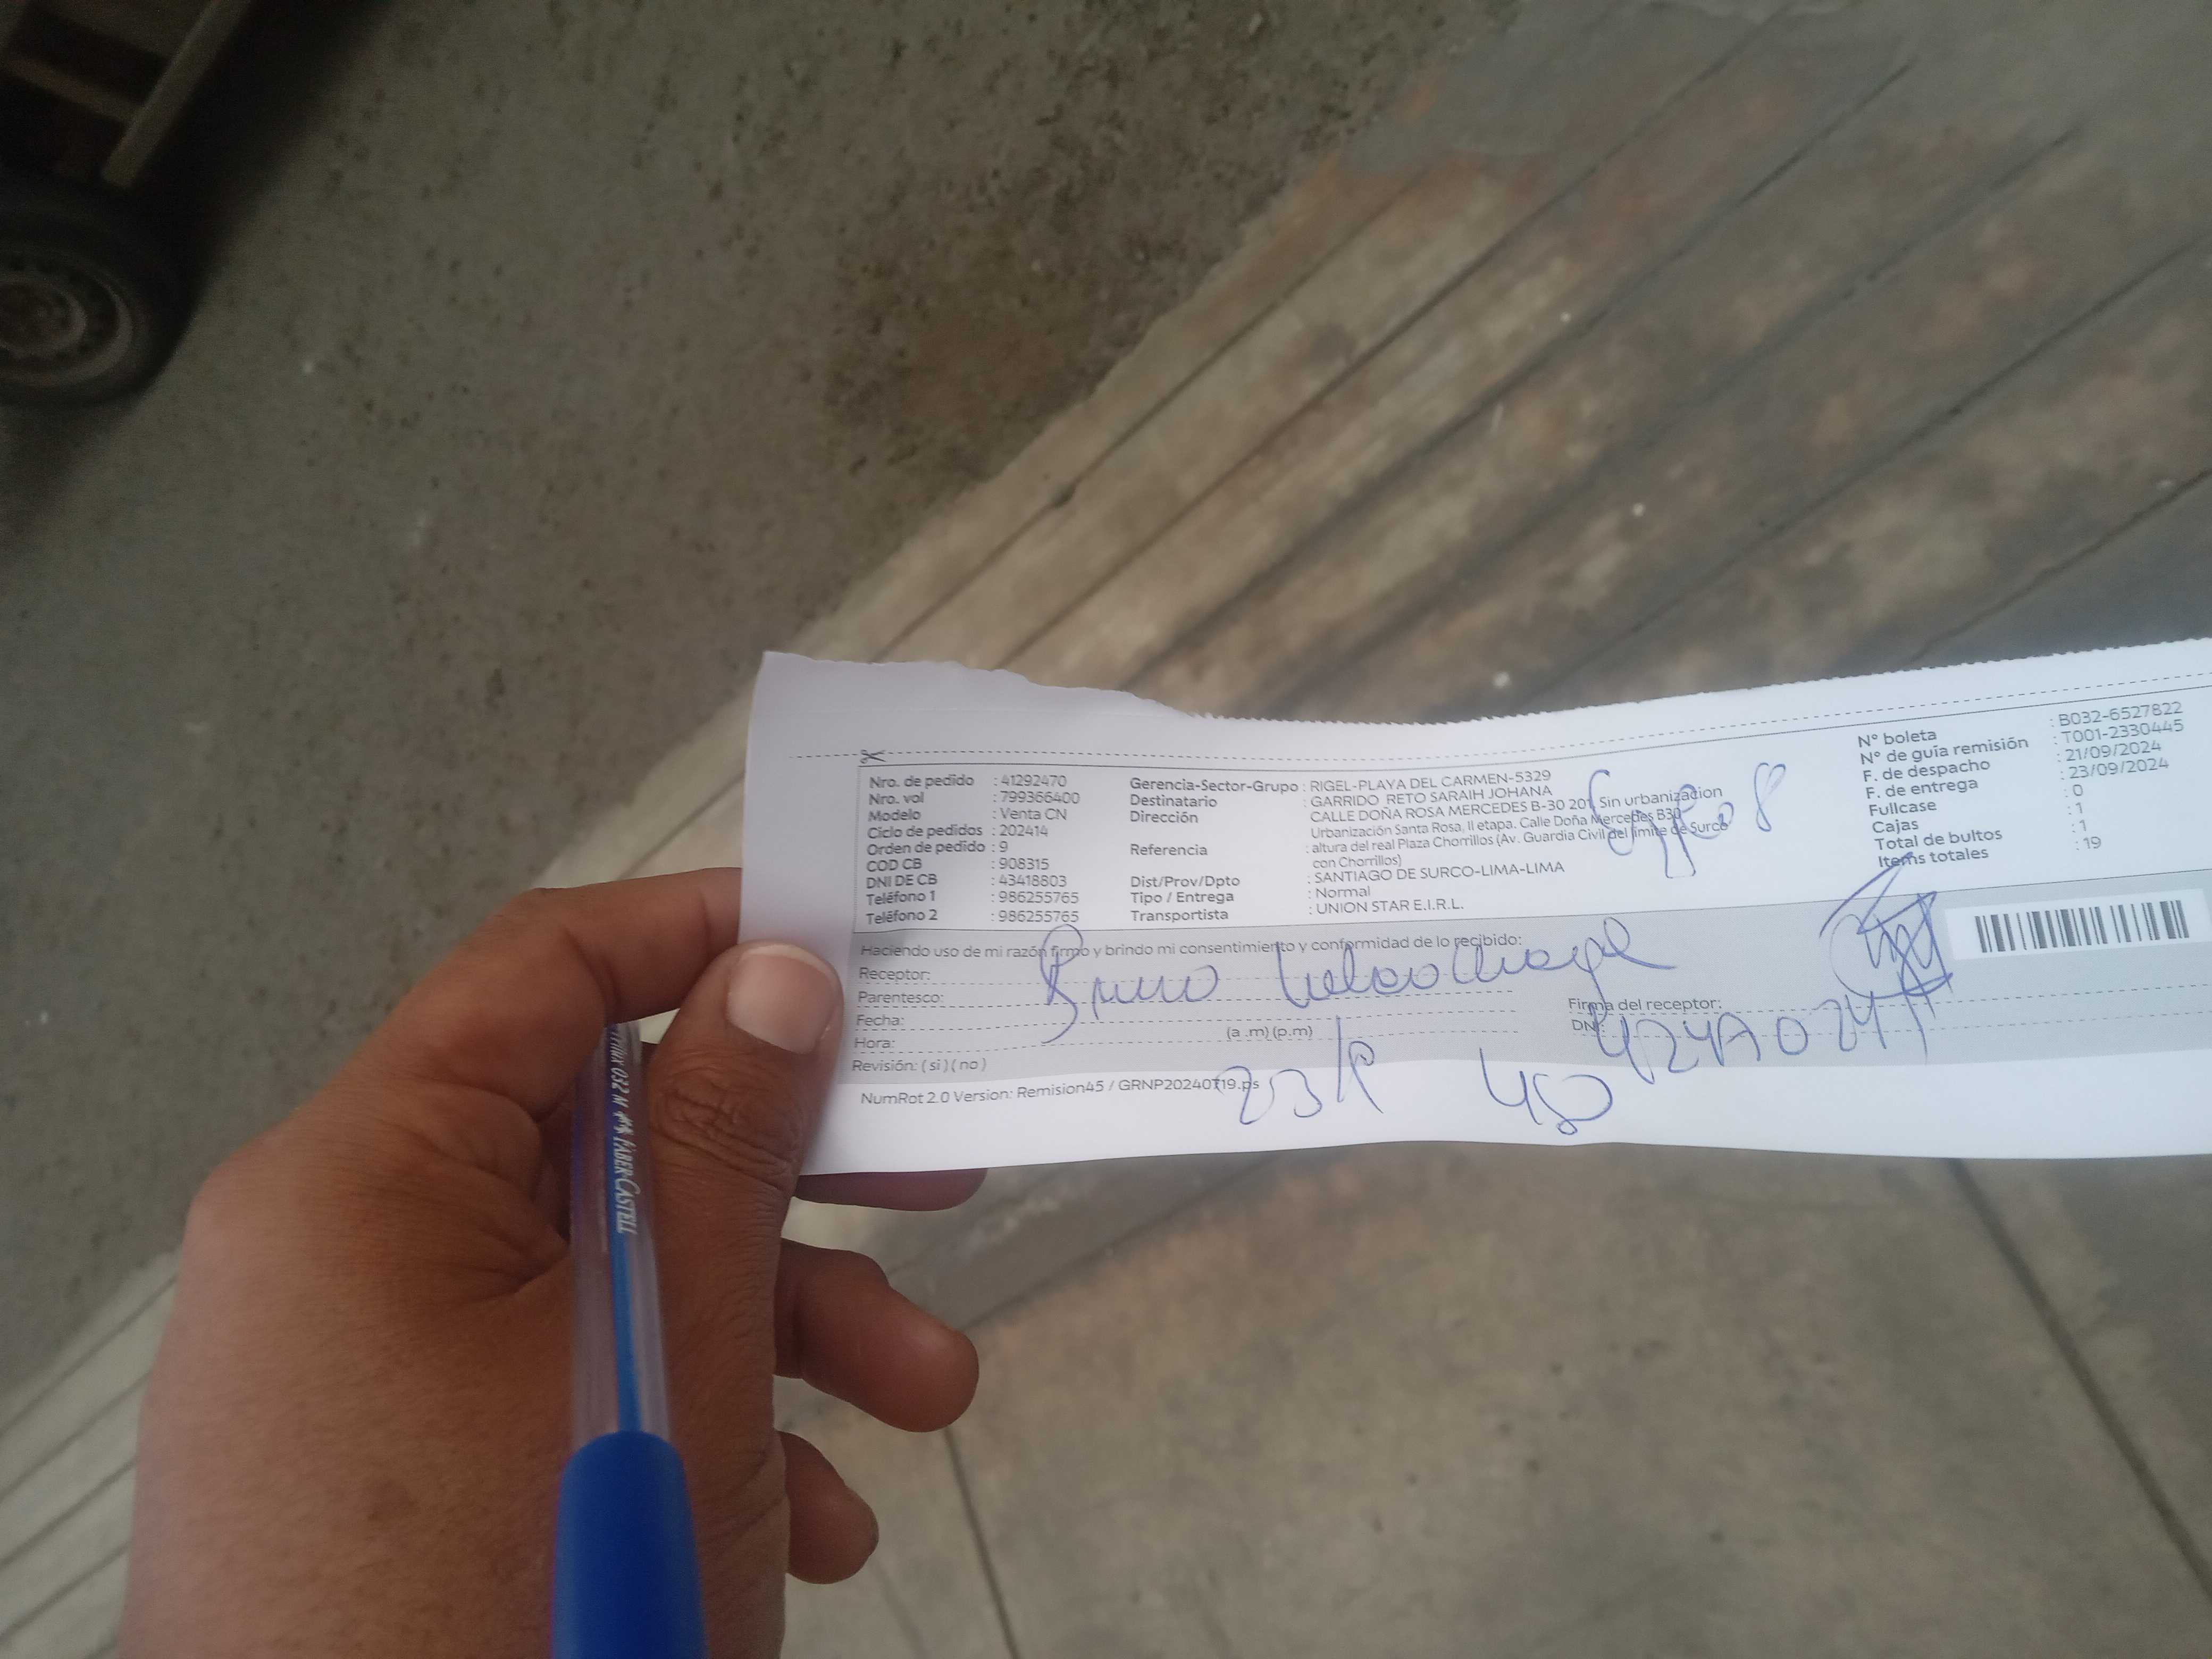 Nro. de pedido : 41292470
Nro. vol : 799366400
Modelo : Venta CN
Ciclo de pedidos : 202414
Orden de pedido : 9
COD CB : 908315
DNI DE CB : 43418803
Teléfono 1 : 986255765
Teléfono 2 : 986255765
Gerencia-Sector-Grupo : RIGEL-PLAYA DEL CARMEN-5329
Destinatario : GARRIDO RETO SARAIH JOHANA
Dirección : CALLE DOÑA ROSA MERCEDES B-30 201 Sin urbanizacion
Urbanización Santa Rosa. II etapa. Calle Doña Mercedes B30
Referencia : altura del real Plaza Chorrillos (Av. Guardia Civil del limite de Surco
con Chorrillos)
Dist/Prov/Dpto : SANTIAGO DE SURCO-LIMA-LIMA
Tipo / Entrega : Normal
Transportista : UNION STAR E.I.R.L.
N° boleta : B032-6527822
N° de guía remisión : T001-2330445
F. de despacho : 21/09/2024
F. de entrega : 23/09/2024
Fullcase : 0
Cajas : 1
Total de bultos : 1
Items totales : 19
Haciendo uso de mi razón firmo y brindo mi consentimiento y conformidad de lo recibido:
Receptor: Bruno
Parentesco:
Fecha:
Hora: (a .m) (p.m)
Revisión: ( si ) ( no )
Firma del receptor:
DNI:
NumRot 2.0 Version: Remision45 / GRNP20240719.ps
Trilux 032 M FABER-CASTELL